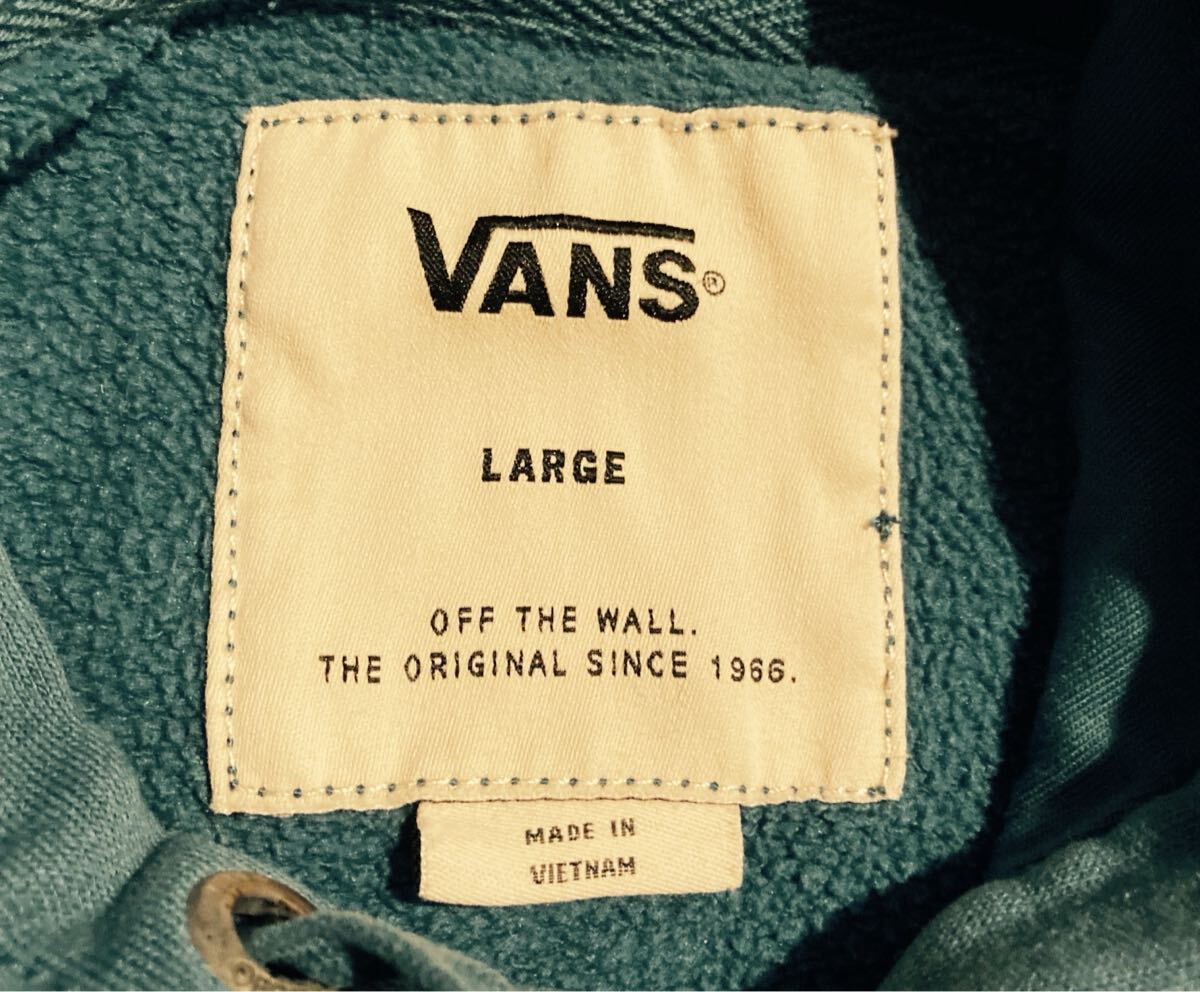 VANS®
LARGE
OFF THE WALL.
THE ORIGINAL SINCE 1966.
MADE IN
VIETNAM